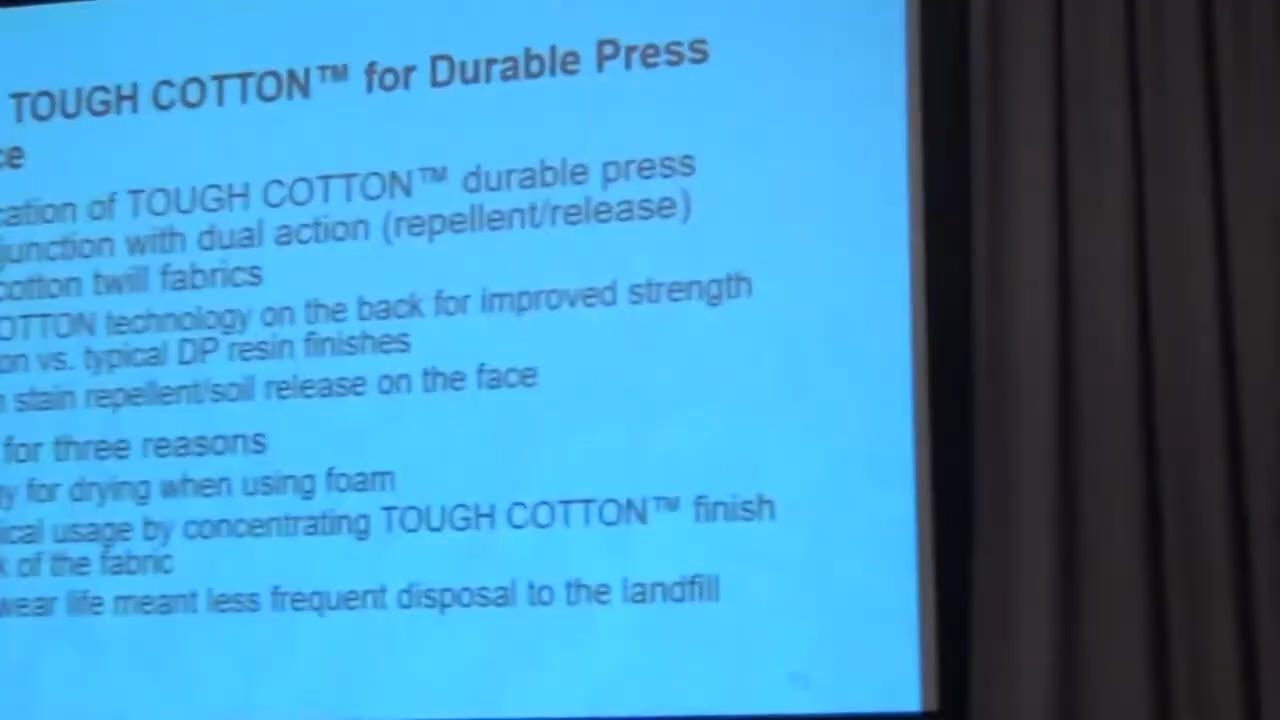 TOUGH COTTON™ for Durable Press
ce
cation of TOUGH COTTON™ durable press
junction with dual action (repellent/release)
cotton twill fabrics
OTTON technology on the back for improved strength
on vs. typical DP resin finishes
stain repellent/soil release on the face
for three reasons
gy for drying when using foam
ical usage by concentrating TOUGH COTTON™ finish
k of the fabric
wear life meant less frequent disposal to the landfill